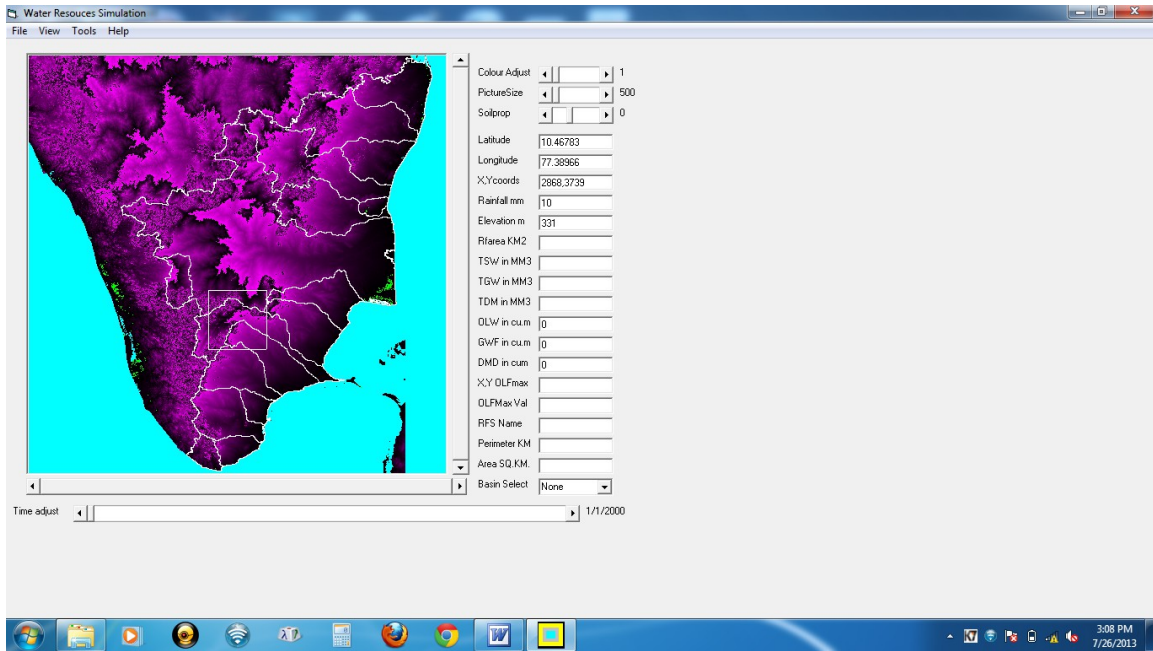 Water Resouces Simulation
File View Tools Help
Colour Adjust 1
PictureSize 500
Soilprop 0
Latitude 10.46783
Longitude 77.38966
X,Ycoords 2868,3739
Rainfall mm 10
Elevation m 331
Rfarea KM2
TSW in MM3
TGW in MM3
TDM in MM3
OLW in cu.m 0
GWF in cu.m 0
DMD in cum 0
X,Y OLFmax
OLFMax Val
RFS Name
Perimeter KM
Area SQ.KM.
Basin Select None
Time adjust 1/1/2000
3:08 PM
7/26/2013